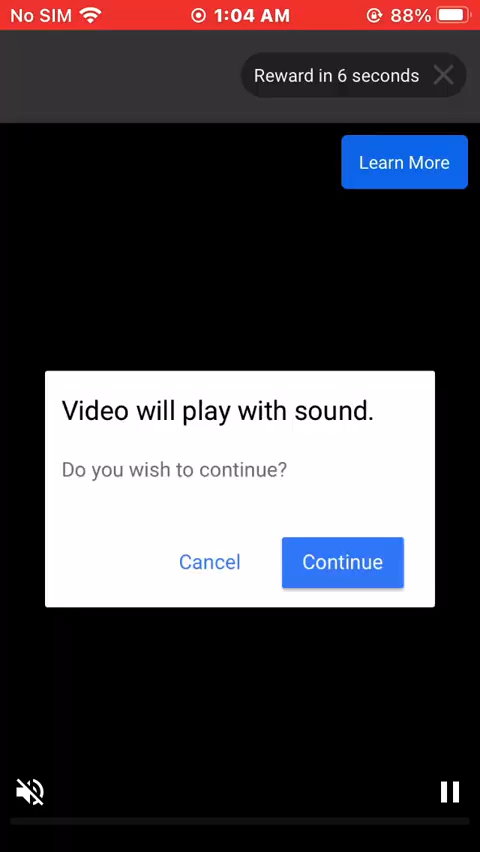 No SIM 1:04 AM 88%
Reward in 6 seconds
Learn More
Video will play with sound.
Do you wish to continue?
Cancel Continue